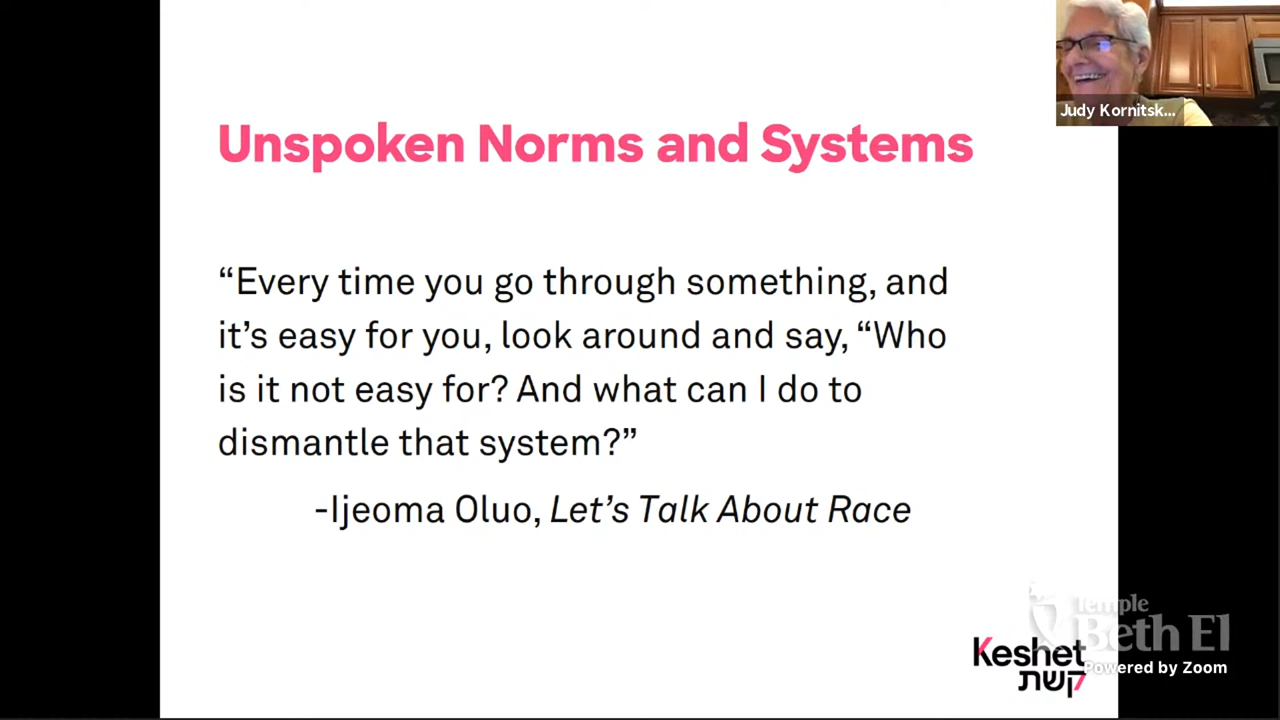 Judy Kornitsk...
Unspoken Norms and Systems
“Every time you go through something, and
it’s easy for you, look around and say, “Who
is it not easy for? And what can I do to
dismantle that system?”
-Ijeoma Oluo, Let’s Talk About Race
Temple
Beth El
Powered by Zoom
Keshet
קשת